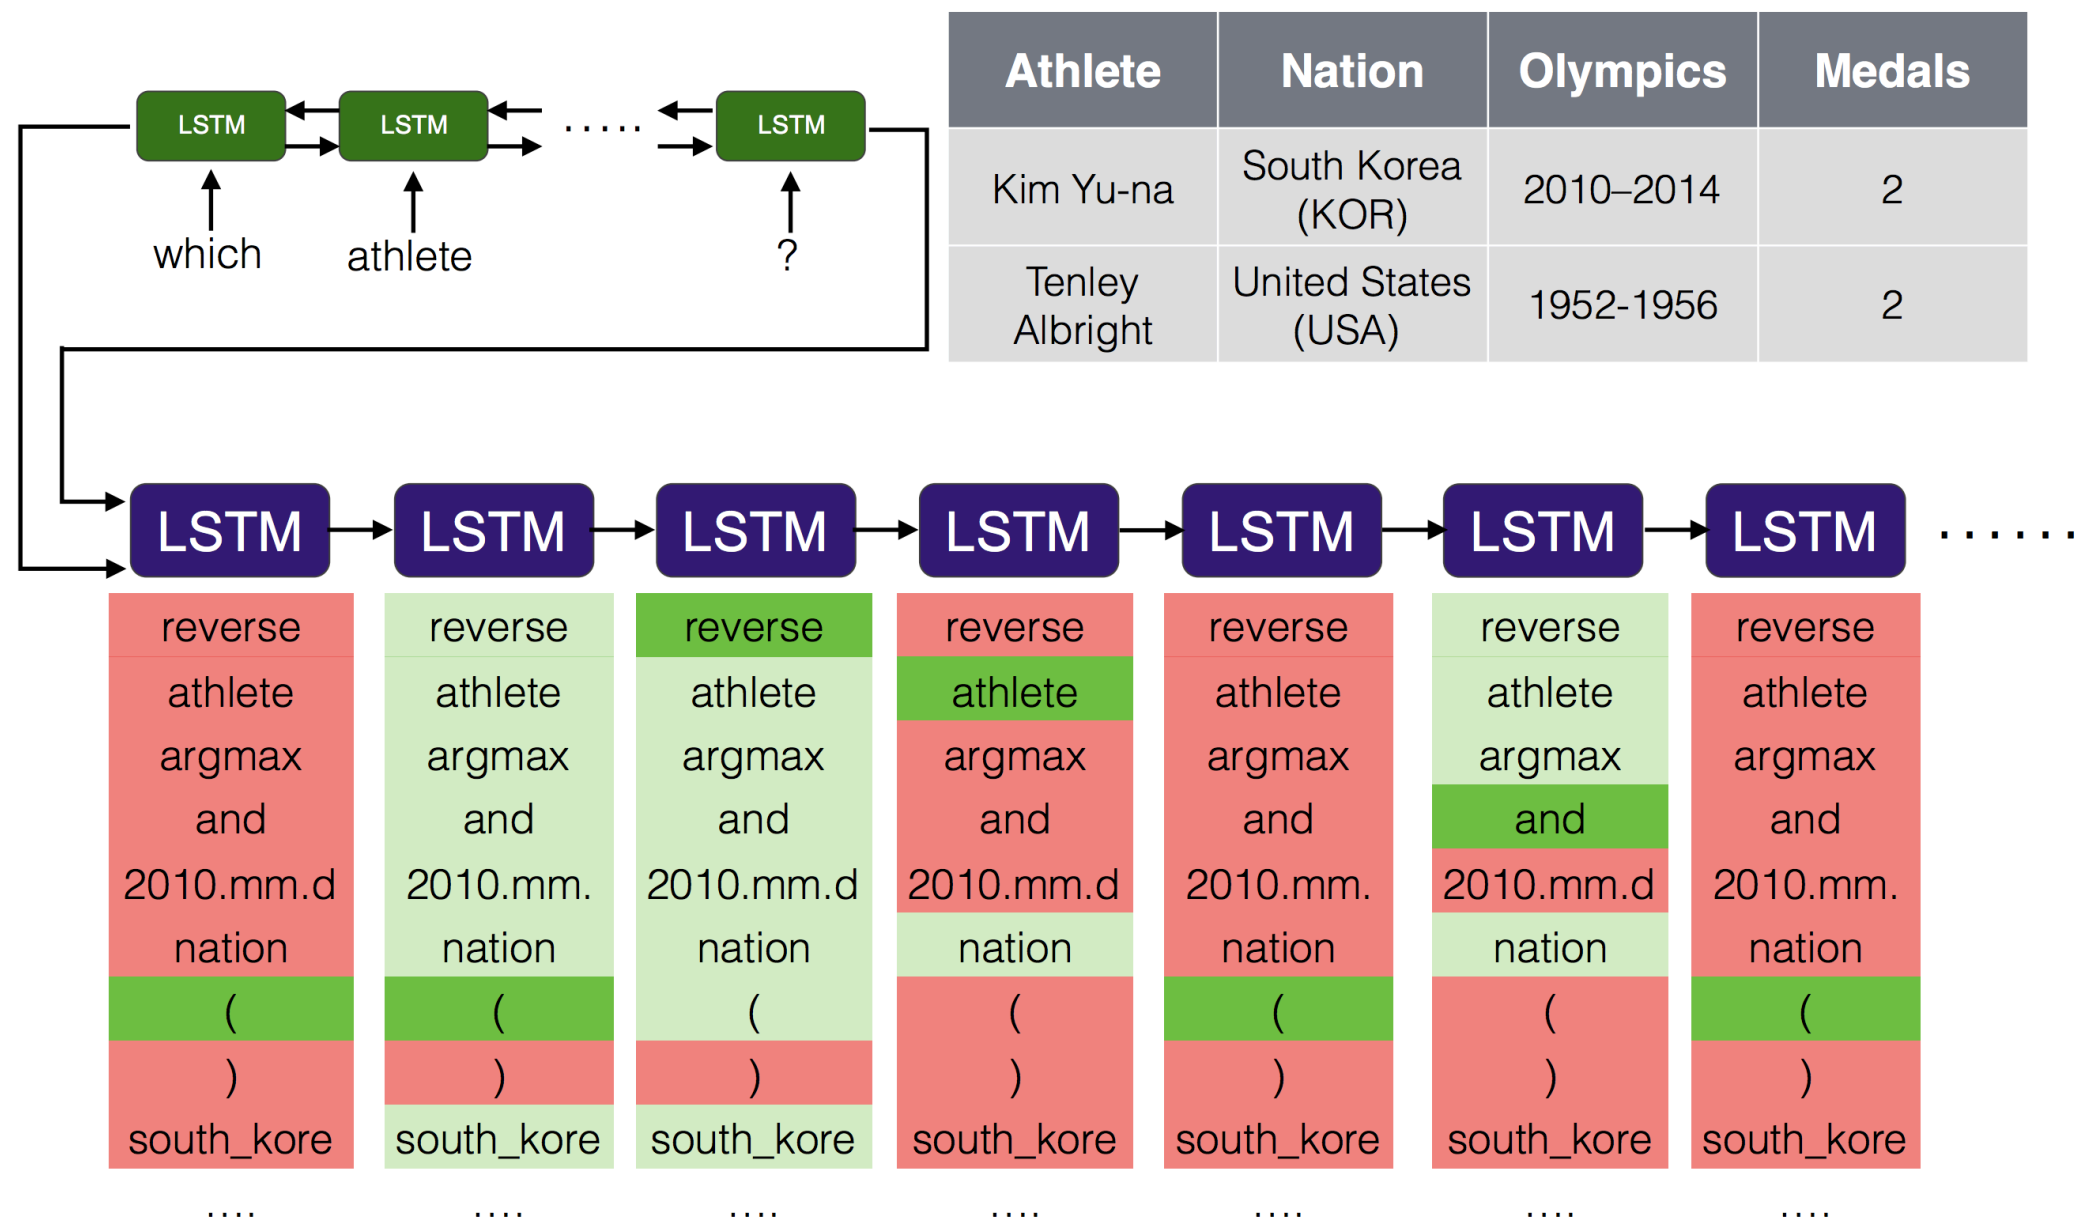 LSTM LSTM ..... LSTM
which athlete ?
Athlete Nation Olympics Medals
Kim Yu-na South Korea (KOR) 2010–2014 2
Tenley Albright United States (USA) 1952-1956 2
LSTM LSTM LSTM LSTM LSTM LSTM LSTM ......
reverse reverse reverse reverse reverse reverse reverse
athlete athlete athlete athlete athlete athlete athlete
argmax argmax argmax argmax argmax argmax argmax
and and and and and and and
2010.mm.d 2010.mm. 2010.mm.d 2010.mm.d 2010.mm. 2010.mm.d 2010.mm.
nation nation nation nation nation nation nation
( ( ( ( ( ( (
) ) ) ) ) ) )
south_kore south_kore south_kore south_kore south_kore south_kore south_kore
.... .... .... .... .... .... ....